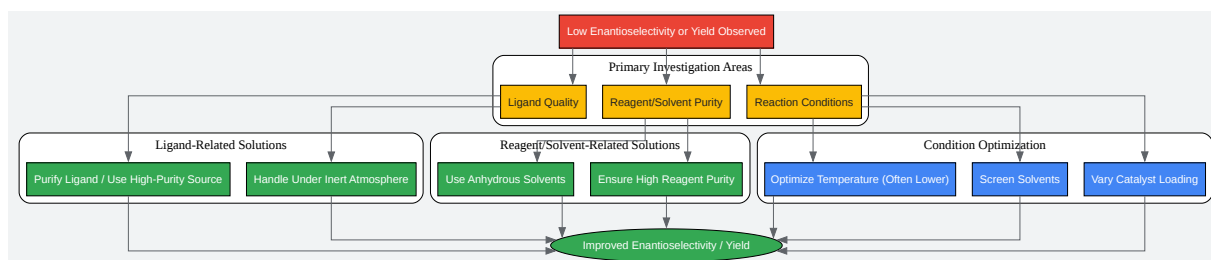 Low Enantioselectivity or Yield Observed
Primary Investigation Areas
Ligand Quality
Reagent/Solvent Purity
Reaction Conditions
Ligand-Related Solutions
Reagent/Solvent-Related Solutions
Condition Optimization
Purify Ligand / Use High-Purity Source
Handle Under Inert Atmosphere
Use Anhydrous Solvents
Ensure High Reagent Purity
Optimize Temperature (Often Lower)
Screen Solvents
Vary Catalyst Loading
Improved Enantioselectivity / Yield